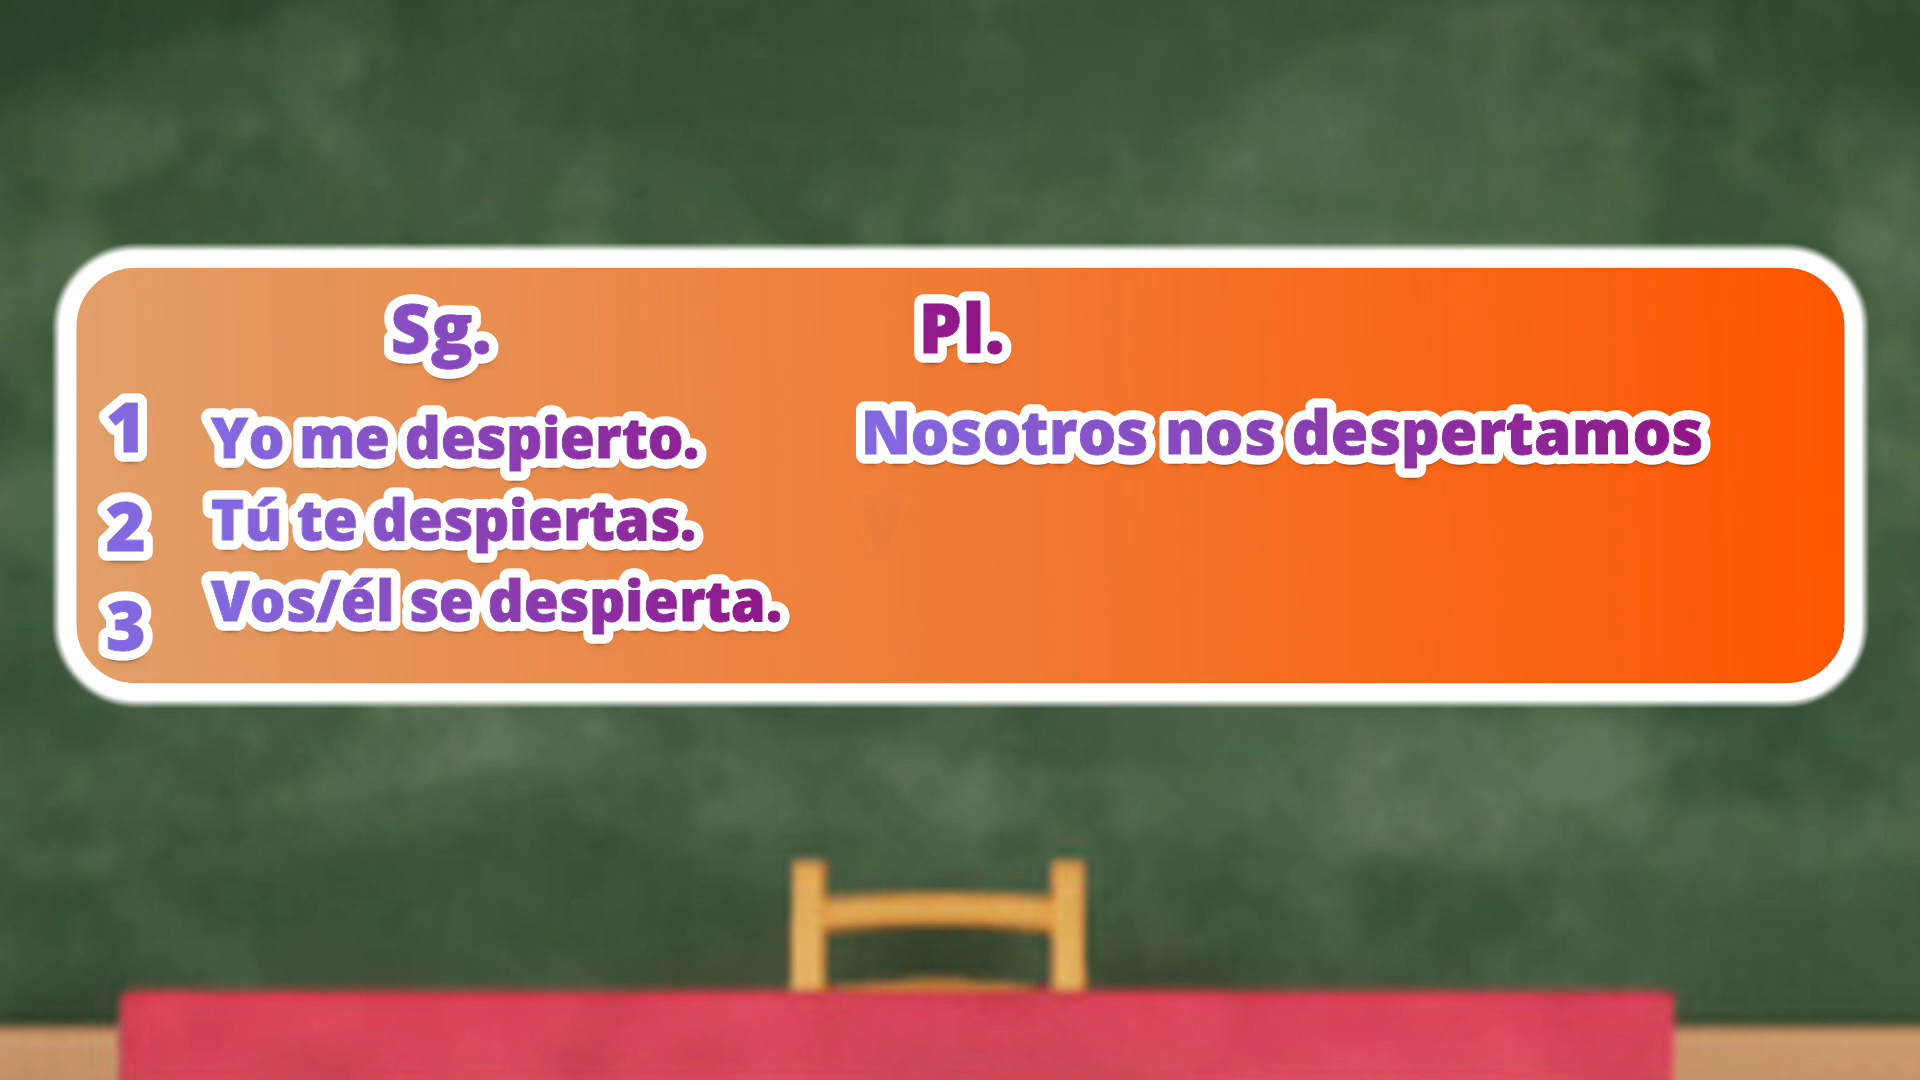 Sg. Pl.
1 Yo me despierto. Nosotros nos despertamos
2 Tú te despiertas.
3 Vos/él se despierta.